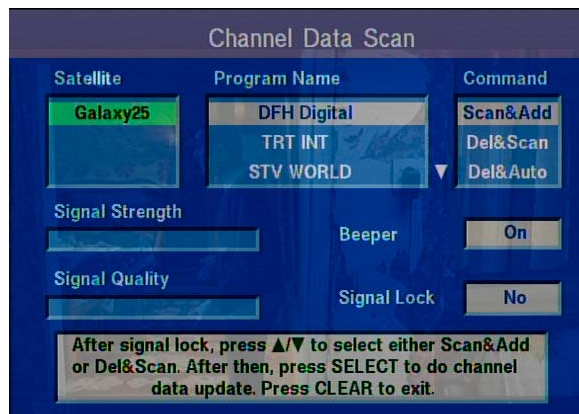 Channel Data Scan
Satellite Program Name Command
Galaxy25 DFH Digital Scan&Add
TRT INT Del&Scan
STV WORLD ▼ Del&Auto
Signal Strength
Beeper On
Signal Quality
Signal Lock No
After signal lock, press ▲/▼ to select either Scan&Add
or Del&Scan. After then, press SELECT to do channel
data update. Press CLEAR to exit.